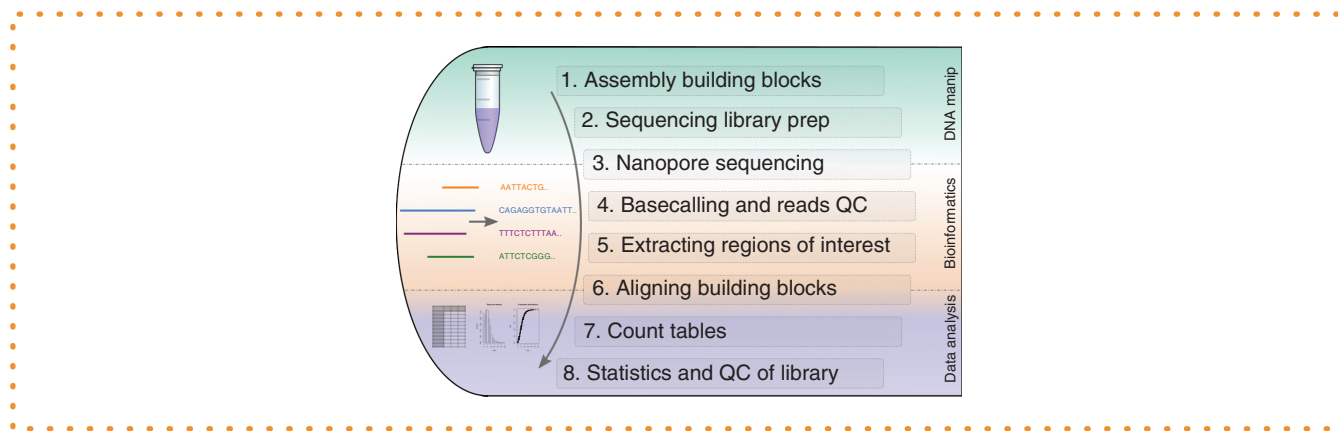 1. Assembly building blocks
2. Sequencing library prep
3. Nanopore sequencing
4. Basecalling and reads QC
5. Extracting regions of interest
6. Aligning building blocks
7. Count tables
8. Statistics and QC of library
DNA manip
Bioinformatics
Data analysis
AATTACTG..
CAGAGGTGTAATT..
TTTCTCTTTAA..
ATTCTCGGG..